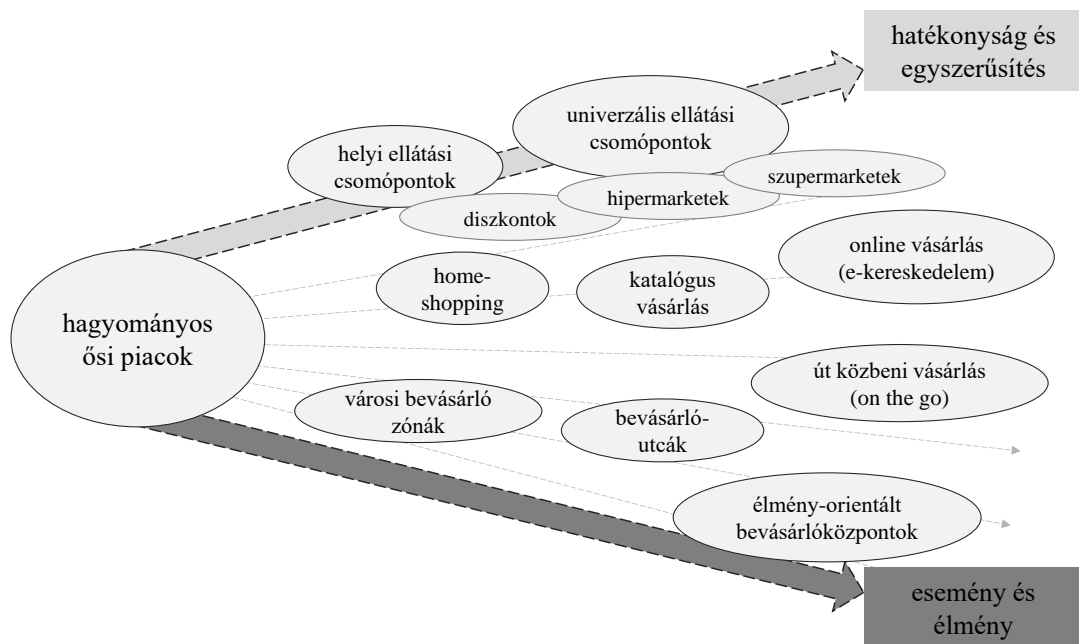 hatékonyság és
egyszerűsítés
univerzális ellátási
csomópontok
helyi ellátási
csomópontok
szupermarketek
hipermarketek
diszkontok
online vásárlás
(e-kereskedelem)
home-
shopping
katalógus
vásárlás
hagyományos
ősi piacok
út közbeni vásárlás
(on the go)
városi bevásárló
zónák
bevásárló-
utcák
élmény-orientált
bevásárlóközpontok
esemény és
élmény